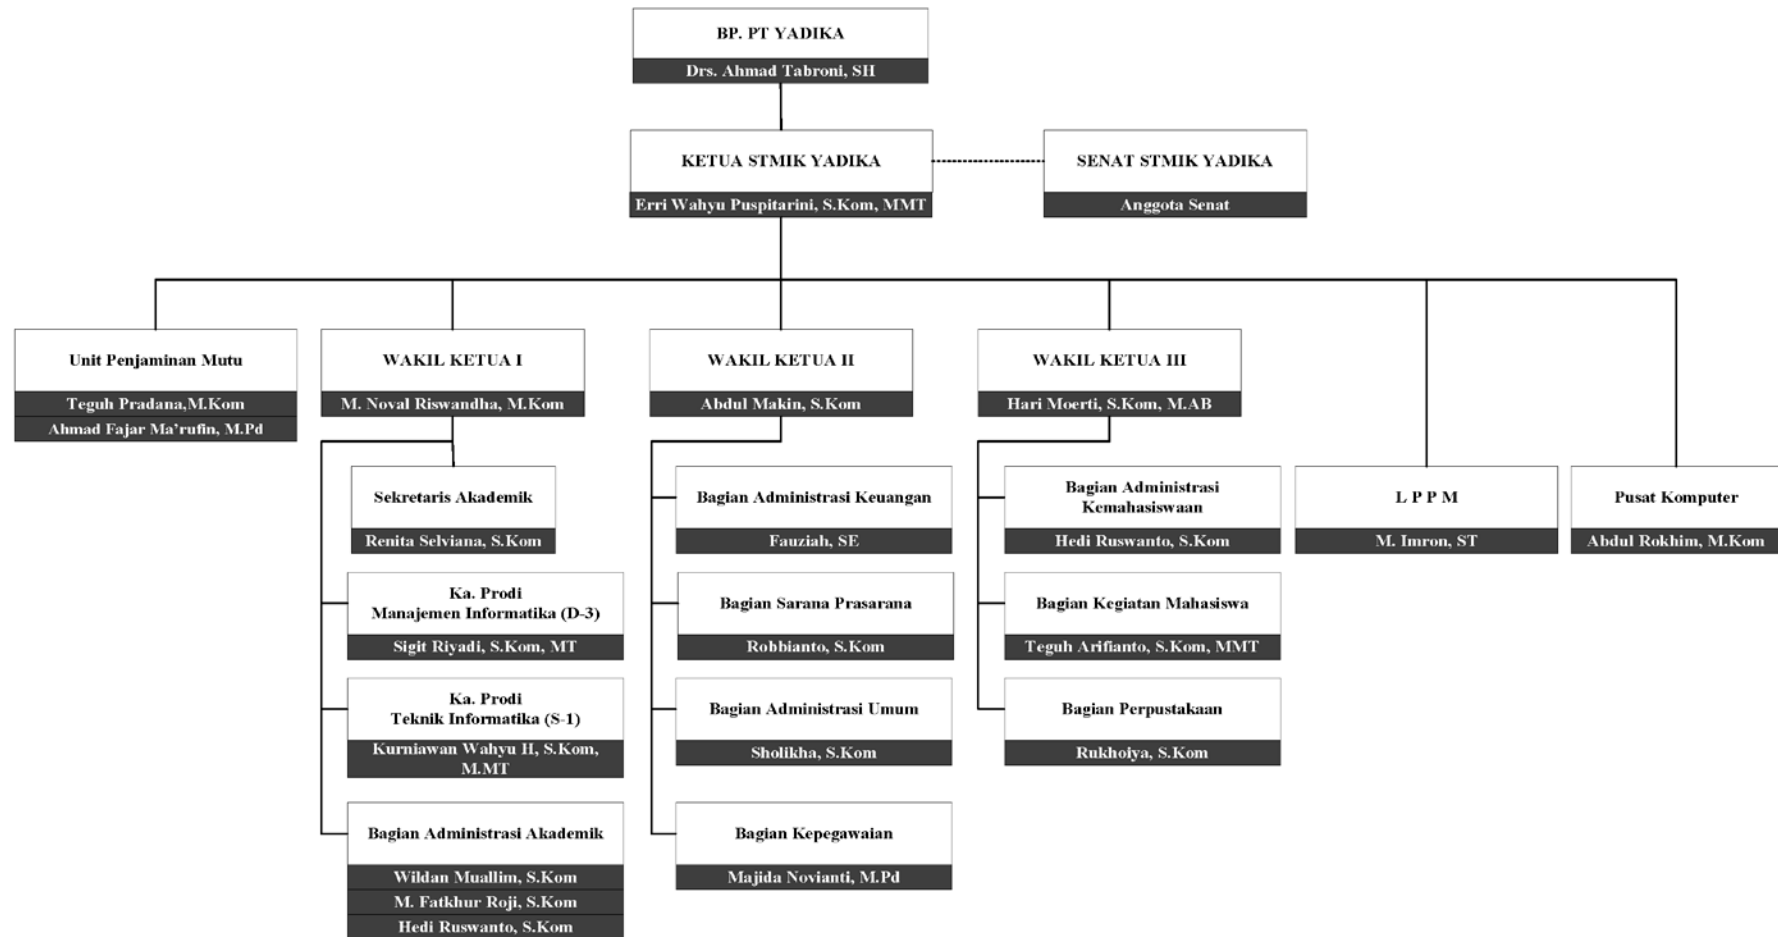 BP. PT YADIKA
Drs. Ahmad Tabroni, SH
KETUA STMIK YADIKA
Erri Wahyu Puspitarini, S.Kom, MMT
SENAT STMIK YADIKA
Anggota Senat
Unit Penjaminan Mutu
Teguh Pradana,M.Kom
Ahmad Fajar Ma’rufin, M.Pd
WAKIL KETUA I
M. Noval Riswandha, M.Kom
WAKIL KETUA II
Abdul Makin, S.Kom
WAKIL KETUA III
Hari Moerti, S.Kom, M.AB
Sekretaris Akademik
Renita Selviana, S.Kom
Ka. Prodi
Manajemen Informatika (D-3)
Sigit Riyadi, S.Kom, MT
Ka. Prodi
Teknik Informatika (S-1)
Kurniawan Wahyu H, S.Kom,
M.MT
Bagian Administrasi Akademik
Wildan Muallim, S.Kom
M. Fatkhur Roji, S.Kom
Hedi Ruswanto, S.Kom
Bagian Administrasi Keuangan
Fauziah, SE
Bagian Sarana Prasarana
Robbianto, S.Kom
Bagian Administrasi Umum
Sholikha, S.Kom
Bagian Kepegawaian
Majida Novianti, M.Pd
Bagian Administrasi
Kemahasiswaan
Hedi Ruswanto, S.Kom
Bagian Kegiatan Mahasiswa
Teguh Arifianto, S.Kom, MMT
Bagian Perpustakaan
Rukhoiya, S.Kom
L P P M
M. Imron, ST
Pusat Komputer
Abdul Rokhim, M.Kom